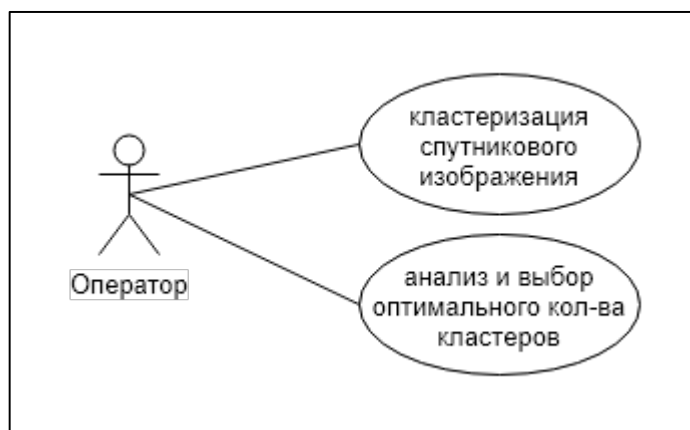 кластеризация
спутникового
изображения
Оператор
анализ и выбор
оптимального кол-ва
кластеров